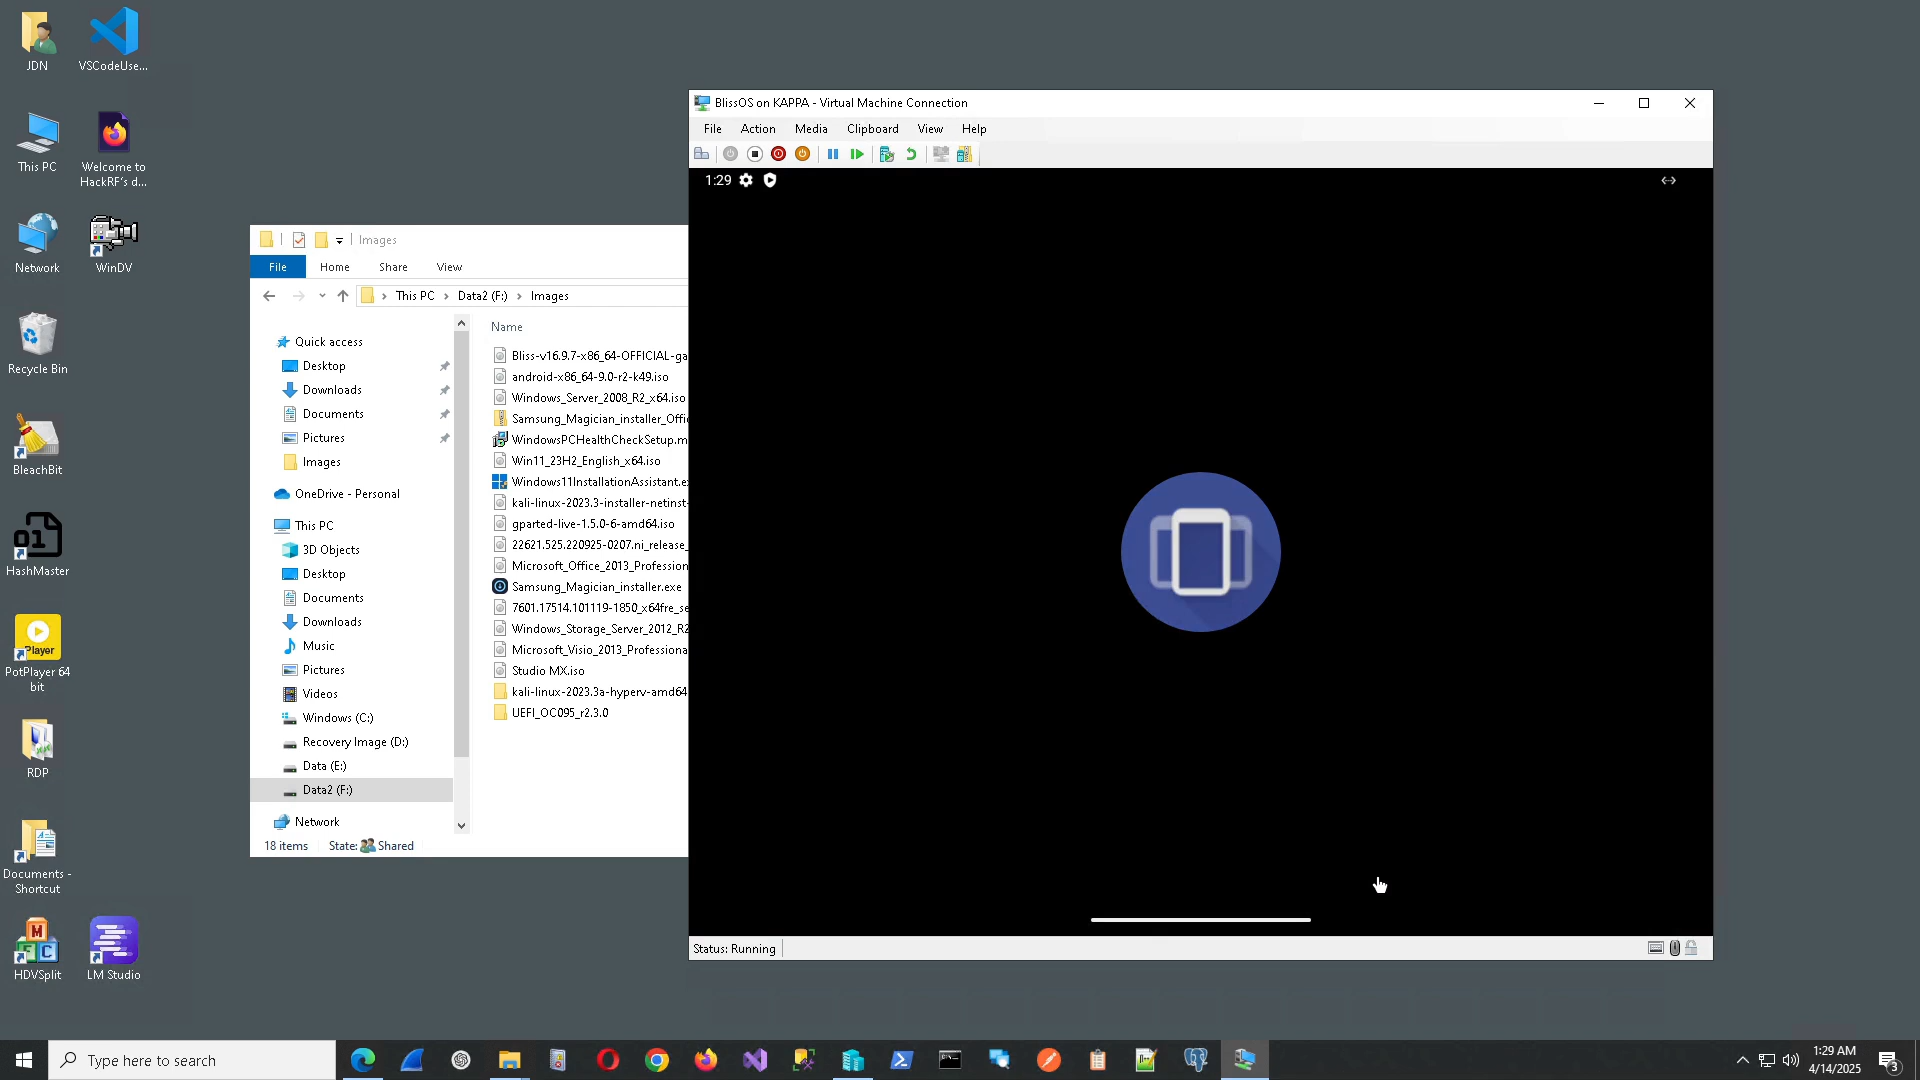 JDN
VSCodeUse...
This PC
Welcome to
HackRF's d...
Network
WinDV
Recycle Bin
BleachBit
HashMaster
Player
PotPlayer 64
bit
RDP
Documents -
Shortcut
HDVSplit
LM Studio
Images
File
Home
Share
View
This PC
Data2 (F:)
Images
Quick access
Desktop
Downloads
Documents
Pictures
Images
OneDrive - Personal
This PC
3D Objects
Desktop
Documents
Downloads
Music
Pictures
Videos
Windows (C:)
Recovery Image (D:)
Data (E:)
Data2 (F:)
Network
18 items
State:
Shared
Name
Bliss-v16.9.7-x86_64-OFFICIAL-ga
android-x86_64-9.0-r2-k49.iso
Windows_Server_2008_R2_x64.iso
Samsung_Magician_installer_Offi
WindowsPCHealthCheckSetup.m
Win11_23H2_English_x64.iso
Windows11InstallationAssistant.ex
kali-linux-2023.3-installer-netinst-
gparted-live-1.5.0-6-amd64.iso
22621.525.220925-0207.ni_release_
Microsoft_Office_2013_Profession
Samsung_Magician_installer.exe
7601.17514.101119-1850_x64fre_se
Windows_Storage_Server_2012_R2
Microsoft_Visio_2013_Professiona
Studio MX.iso
kali-linux-2023.3a-hyperv-amd64
UEFI_OC095_r2.3.0
BlissOS on KAPPA - Virtual Machine Connection
File
Action
Media
Clipboard
View
Help
1:29
Status: Running
Type here to search
1:29 AM
4/14/2025
3